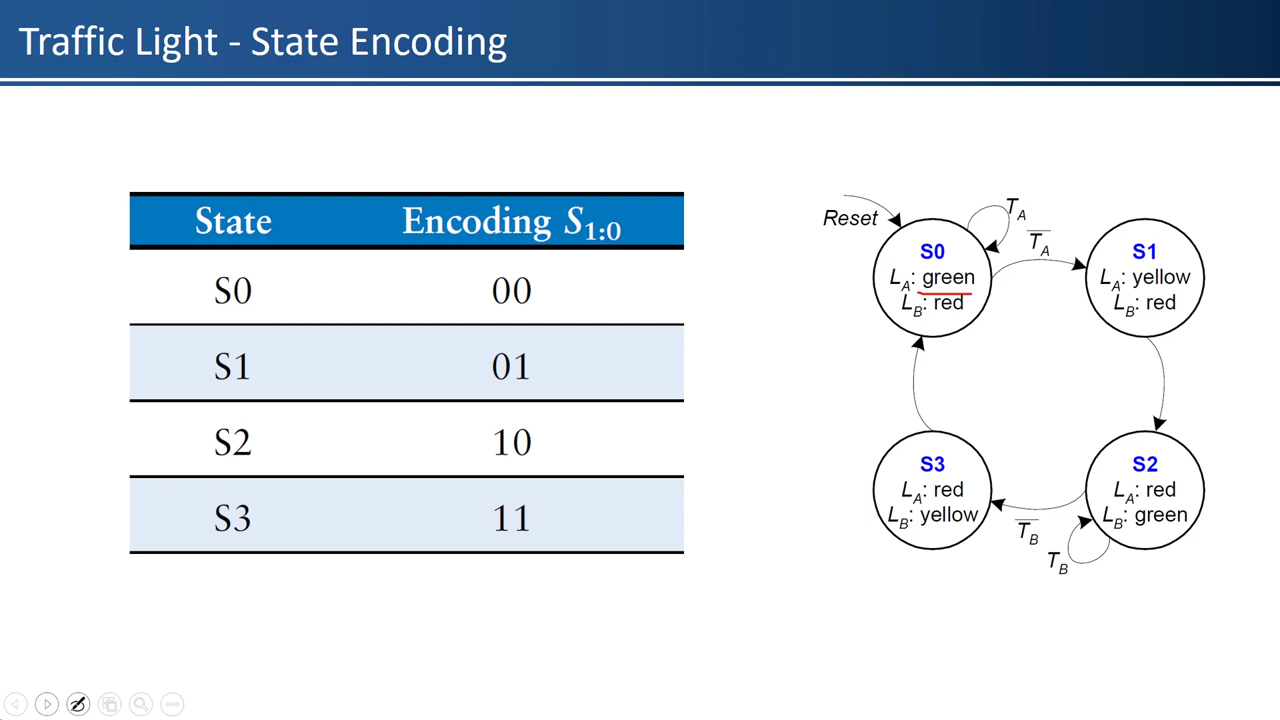 Traffic Light - State Encoding
State Encoding S1:0
S0 00
S1 01
S2 10
S3 11
Reset
TA
T̅A
S0
LA: green
LB: red
S1
LA: yellow
LB: red
S3
LA: red
LB: yellow
S2
LA: red
LB: green
T̅B
TB